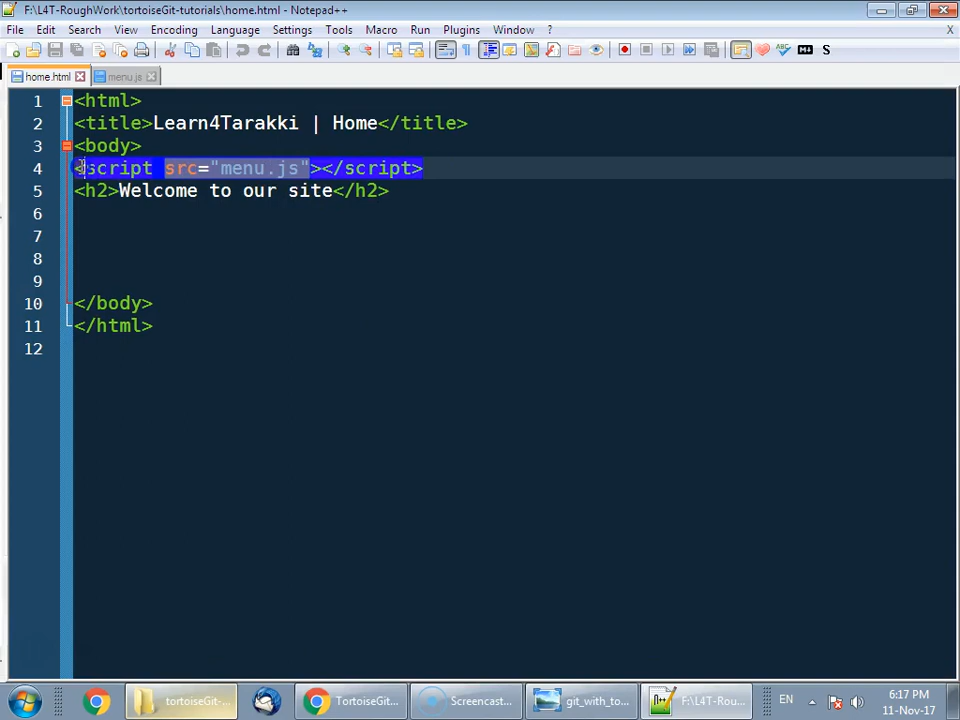 F:\L4T-RoughWork\tortoiseGit-tutorials\home.html - Notepad++
File Edit Search View Encoding Language Settings Tools Macro Run Plugins Window ? X
home.html menu.js
1 <html>
2 <title>Learn4Tarakki | Home</title>
3 <body>
4 <script src="menu.js"></script>
5 <h2>Welcome to our site</h2>
6
7
8
9
10 </body>
11 </html>
12
tortoiseGit-... TortoiseGit... Screencast... git_with_to... F:\L4T-Rou... EN 6:17 PM
11-Nov-17